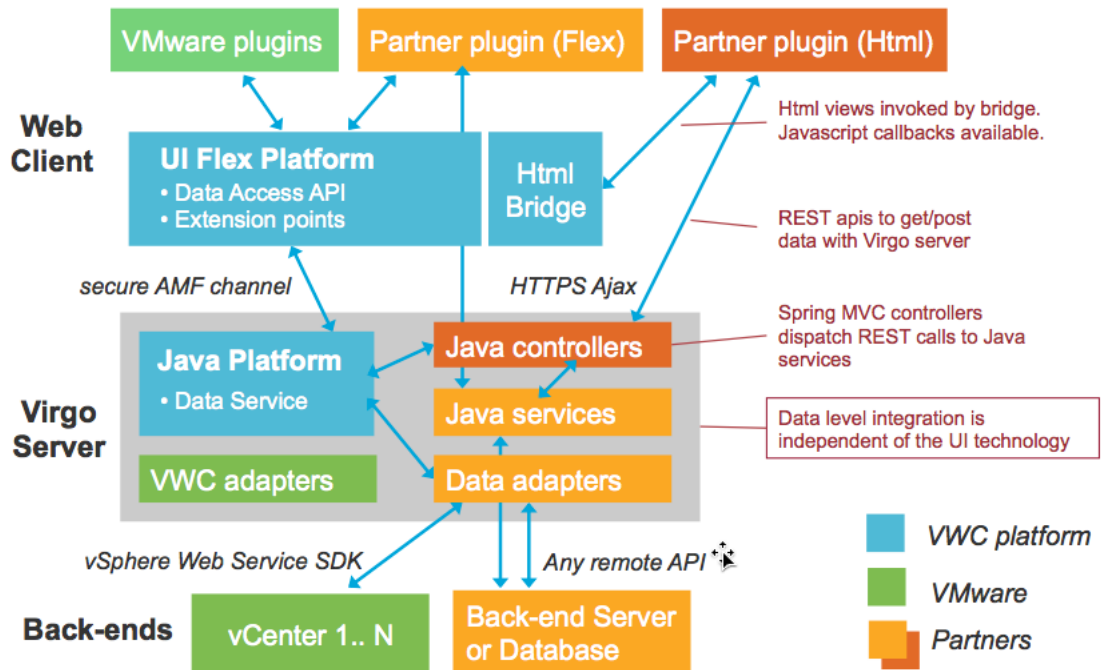 VMware plugins
Partner plugin (Flex)
Partner plugin (Html)
Web
Client
Html views invoked by bridge.
Javascript callbacks available.
UI Flex Platform
• Data Access API
• Extension points
Html
Bridge
REST apis to get/post
data with Virgo server
secure AMF channel
HTTPS Ajax
Virgo
Server
Java Platform
• Data Service
Java controllers
Java services
VWC adapters
Data adapters
Spring MVC controllers
dispatch REST calls to Java
services
Data level integration is
independent of the UI technology
vSphere Web Service SDK
Any remote API
Back-ends
vCenter 1.. N
Back-end Server
or Database
VWC platform
VMware
Partners